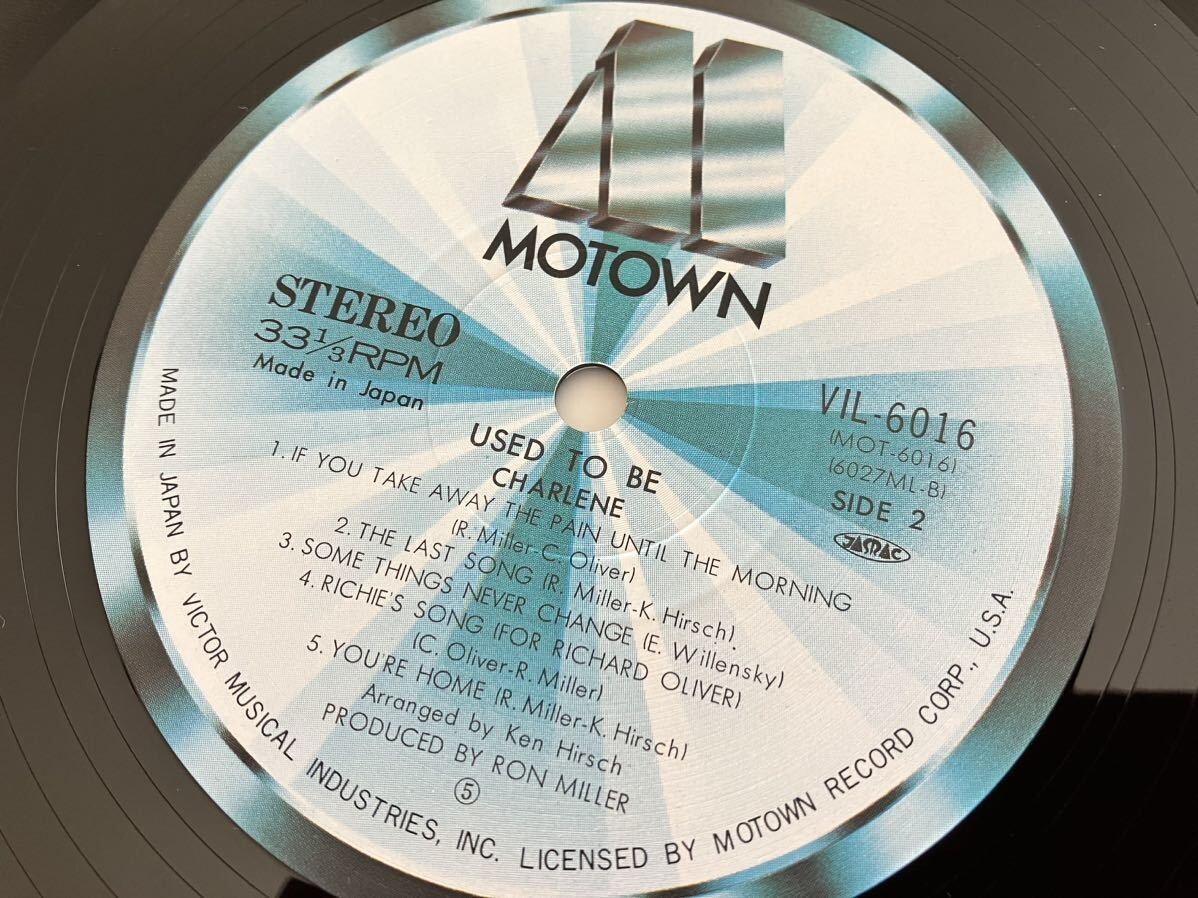 MOTOWN
STEREO
33 1/3 RPM
Made in Japan
VIL-6016
(MOT-6016)
(6027ML-B)
SIDE 2
JASRAC
USED TO BE
CHARLENE
1. IF YOU TAKE AWAY THE PAIN UNTIL THE MORNING
(R. Miller-C. Oliver)
2. THE LAST SONG (R. Miller-K. Hirsch)
3. SOME THINGS NEVER CHANGE (E. Willensky)
4. RICHIE'S SONG (FOR RICHARD OLIVER)
(C. Oliver-R. Miller)
5. YOU'RE HOME (R. Miller-K. Hirsch)
Arranged by Ken Hirsch
PRODUCED BY RON MILLER
⑤
MADE IN JAPAN BY VICTOR MUSICAL INDUSTRIES, INC. LICENSED BY MOTOWN RECORD CORP., U.S.A.